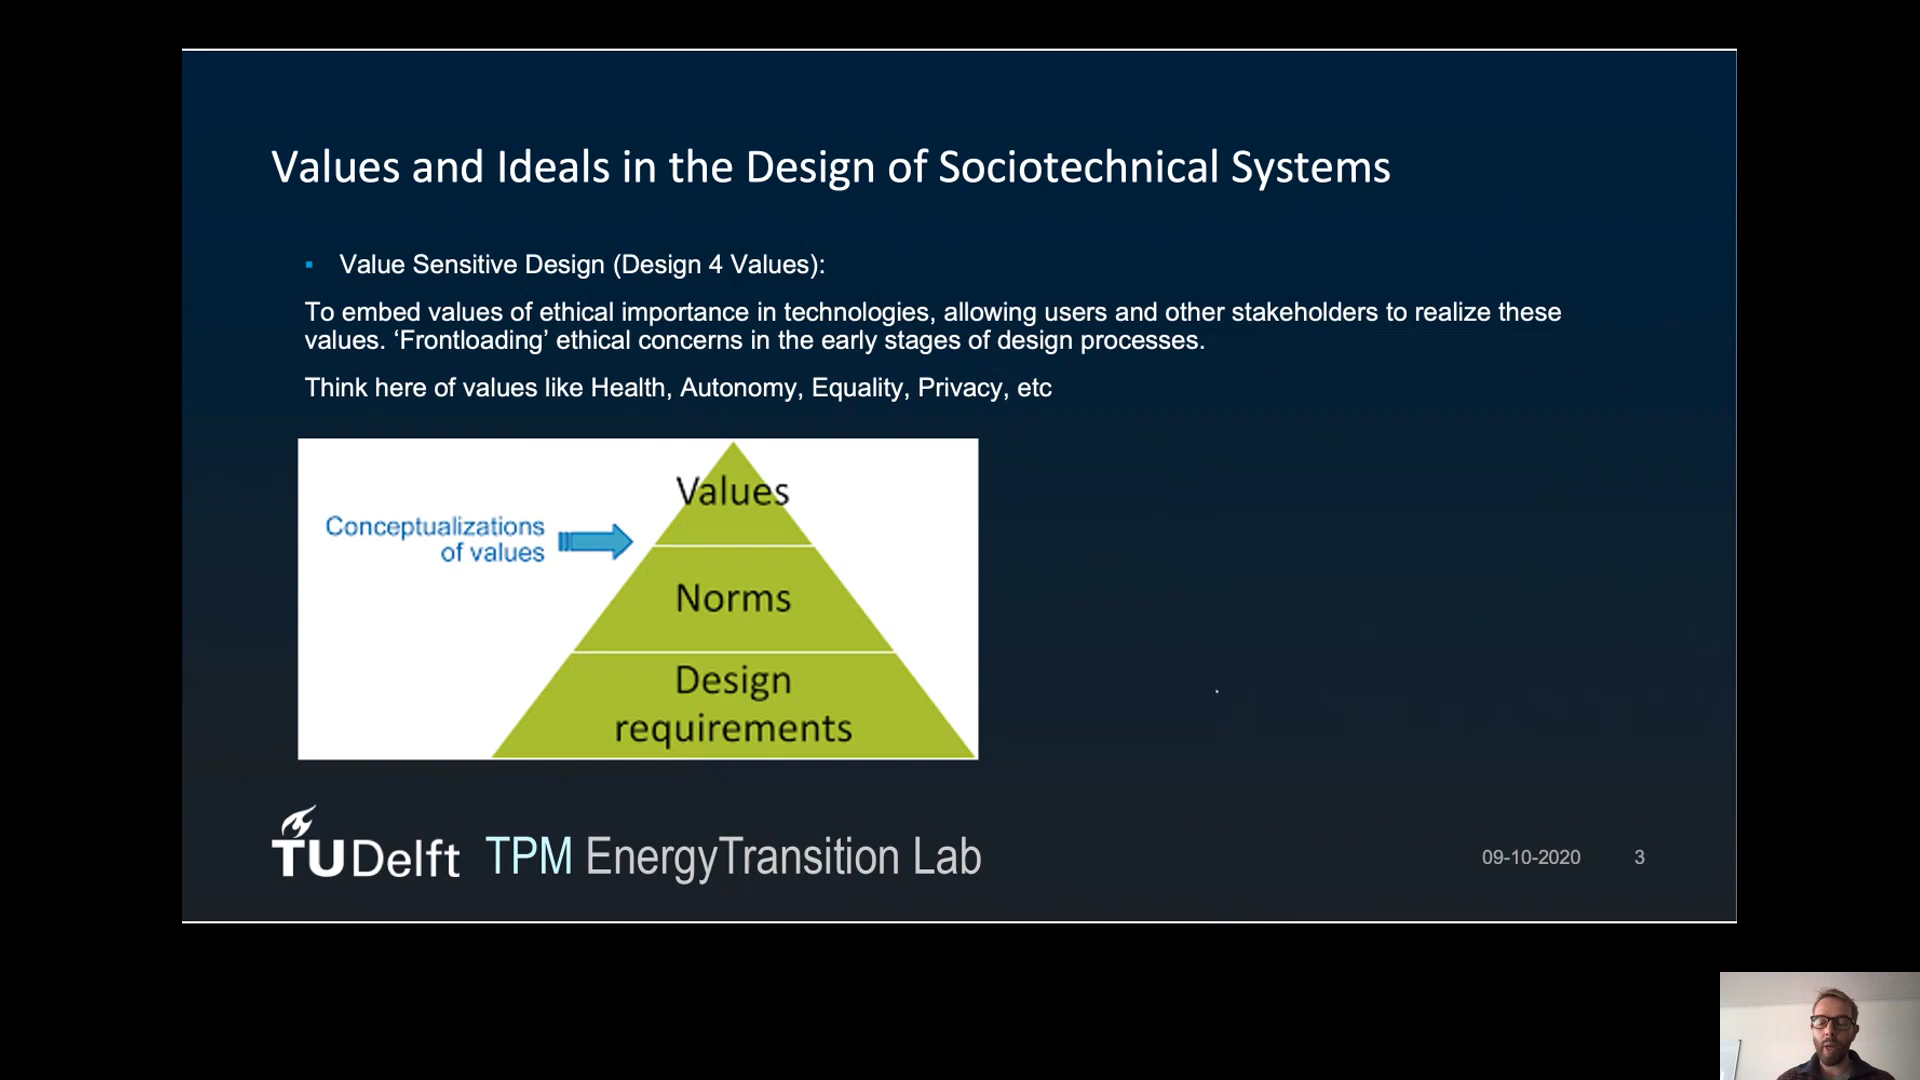 Values and Ideals in the Design of Sociotechnical Systems
▪ Value Sensitive Design (Design 4 Values):
To embed values of ethical importance in technologies, allowing users and other stakeholders to realize these
values. ‘Frontloading’ ethical concerns in the early stages of design processes.
Think here of values like Health, Autonomy, Equality, Privacy, etc
Values
Conceptualizations
of values
Norms
Design
requirements
TUDelft TPM EnergyTransition Lab
09-10-2020 3